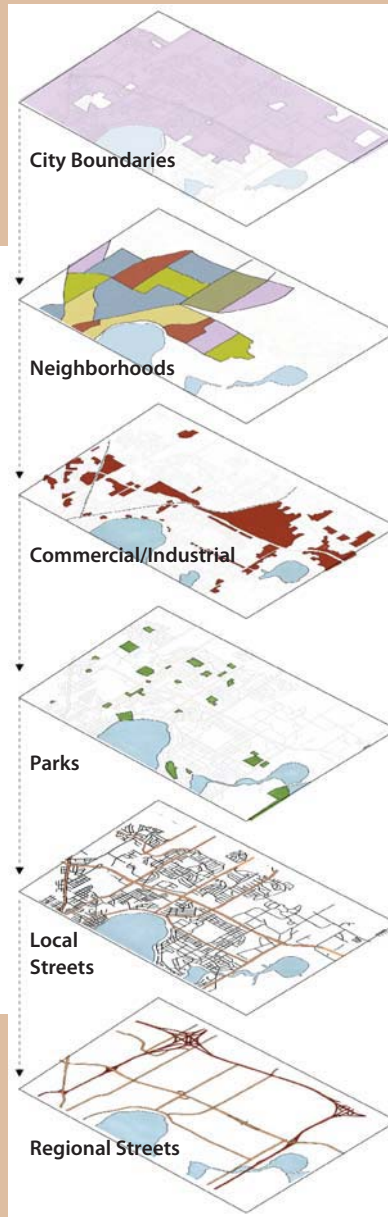 City Boundaries
Neighborhoods
Commercial/Industrial
Parks
Local
Streets
Regional Streets